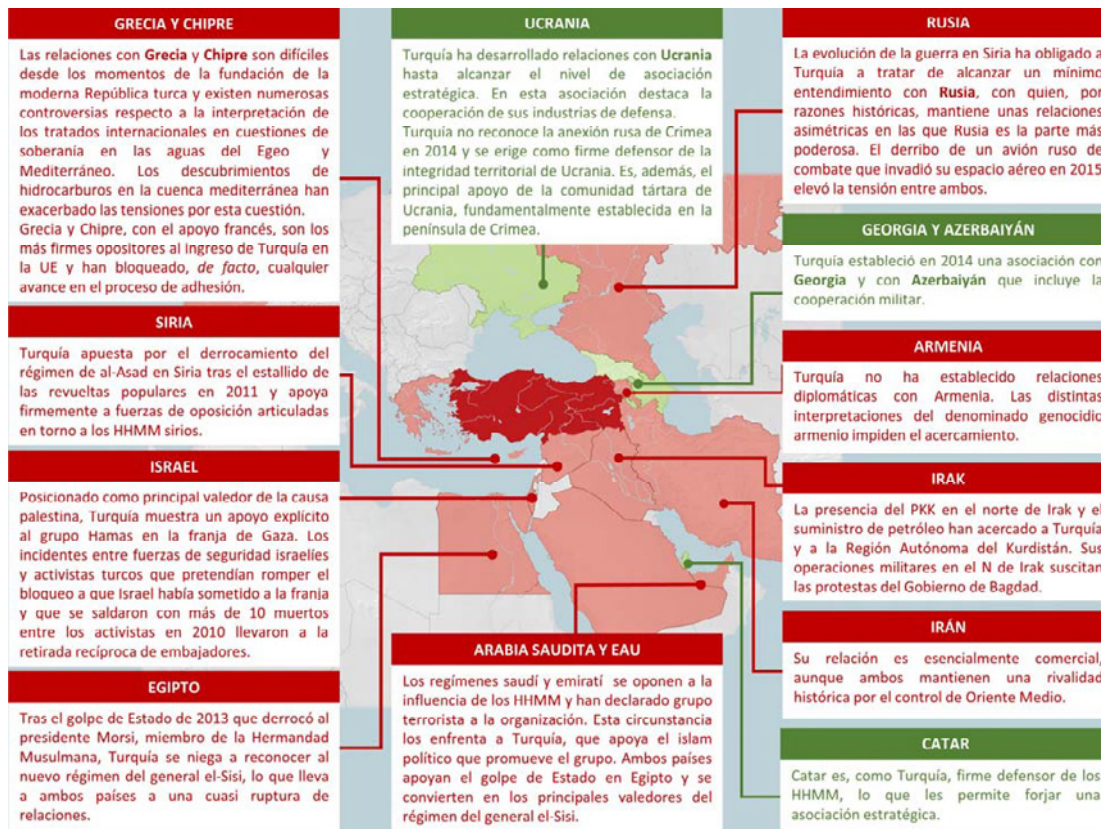 GRECIA Y CHIPRE
Las relaciones con Grecia y Chipre son difíciles
desde los momentos de la fundación de la
moderna República turca y existen numerosas
controversias respecto a la interpretación de
los tratados internacionales en cuestiones de
soberanía en las aguas del Egeo y
Mediterráneo. Los descubrimientos de
hidrocarburos en la cuenca mediterránea han
exacerbado las tensiones por esta cuestión.
Grecia y Chipre, con el apoyo francés, son los
más firmes opositores al ingreso de Turquía en
la UE y han bloqueado, de facto, cualquier
avance en el proceso de adhesión.
SIRIA
Turquía apuesta por el derrocamiento del
régimen de al-Asad en Siria tras el estallido de
las revueltas populares en 2011 y apoya
firmemente a fuerzas de oposición articuladas
en torno a los HHMM sirios.
ISRAEL
Posicionado como principal valedor de la causa
palestina, Turquía muestra un apoyo explícito
al grupo Hamas en la franja de Gaza. Los
incidentes entre fuerzas de seguridad israelíes
y activistas turcos que pretendían romper el
bloqueo a que Israel había sometido a la franja
y que se saldaron con más de 10 muertos
entre los activistas en 2010 llevaron a la
retirada recíproca de embajadores.
EGIPTO
Tras el golpe de Estado de 2013 que derrocó al
presidente Morsi, miembro de la Hermandad
Musulmana, Turquía se niega a reconocer al
nuevo régimen del general el-Sisi, lo que lleva
a ambos países a una cuasi ruptura de
relaciones.
UCRANIA
Turquía ha desarrollado relaciones con Ucrania
hasta alcanzar el nivel de asociación
estratégica. En esta asociación destaca la
cooperación de sus industrias de defensa.
Turquía no reconoce la anexión rusa de Crimea
en 2014 y se erige como firme defensor de la
integridad territorial de Ucrania. Es, además, el
principal apoyo de la comunidad tártara de
Ucrania, fundamentalmente establecida en la
península de Crimea.
ARABIA SAUDITA Y EAU
Los regímenes saudí y emiratí se oponen a la
influencia de los HHMM y han declarado grupo
terrorista a la organización. Esta circunstancia
los enfrenta a Turquía, que apoya el islam
político que promueve el grupo. Ambos países
apoyan el golpe de Estado en Egipto y se
convierten en los principales valedores del
régimen del general el-Sisi.
RUSIA
La evolución de la guerra en Siria ha obligado a
Turquía a tratar de alcanzar un mínimo
entendimiento con Rusia, con quien, por
razones históricas, mantiene unas relaciones
asimétricas en las que Rusia es la parte más
poderosa. El derribo de un avión ruso de
combate que invadió su espacio aéreo en 2015
elevó la tensión entre ambos.
GEORGIA Y AZERBAIYÁN
Turquía estableció en 2014 una asociación con
Georgia y con Azerbaiyán que incluye la
cooperación militar.
ARMENIA
Turquía no ha establecido relaciones
diplomáticas con Armenia. Las distintas
interpretaciones del denominado genocidio
armenio impiden el acercamiento.
IRAK
La presencia del PKK en el norte de Irak y el
suministro de petróleo han acercado a Turquía
y a la Región Autónoma del Kurdistán. Sus
operaciones militares en el N de Irak suscitan
las protestas del Gobierno de Bagdad.
IRÁN
Su relación es esencialmente comercial,
aunque ambos mantienen una rivalidad
histórica por el control de Oriente Medio.
CATAR
Catar es, como Turquía, firme defensor de los
HHMM, lo que les permite forjar una
asociación estratégica.